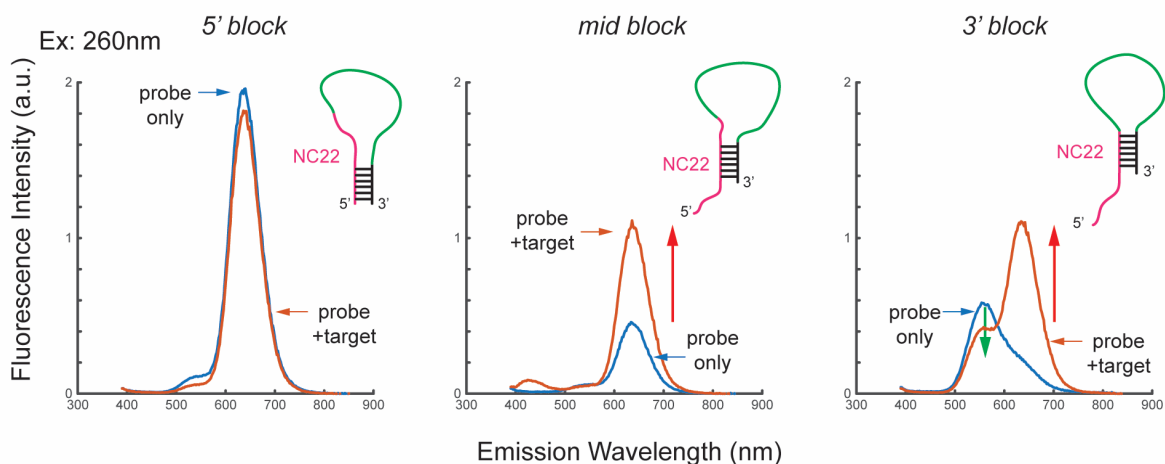 5’ block
mid block
3’ block
Ex: 260nm
Fluorescence Intensity (a.u.)
2
1
0
300 400 500 600 700 800 900
probe
only
NC22
5’ 3’
probe
+target
2
1
0
300 400 500 600 700 800 900
NC22
3’
5’
probe
+target
probe
only
2
1
0
300 400 500 600 700 800 900
NC22
3’
5’
probe
only
probe
+target
Emission Wavelength (nm)